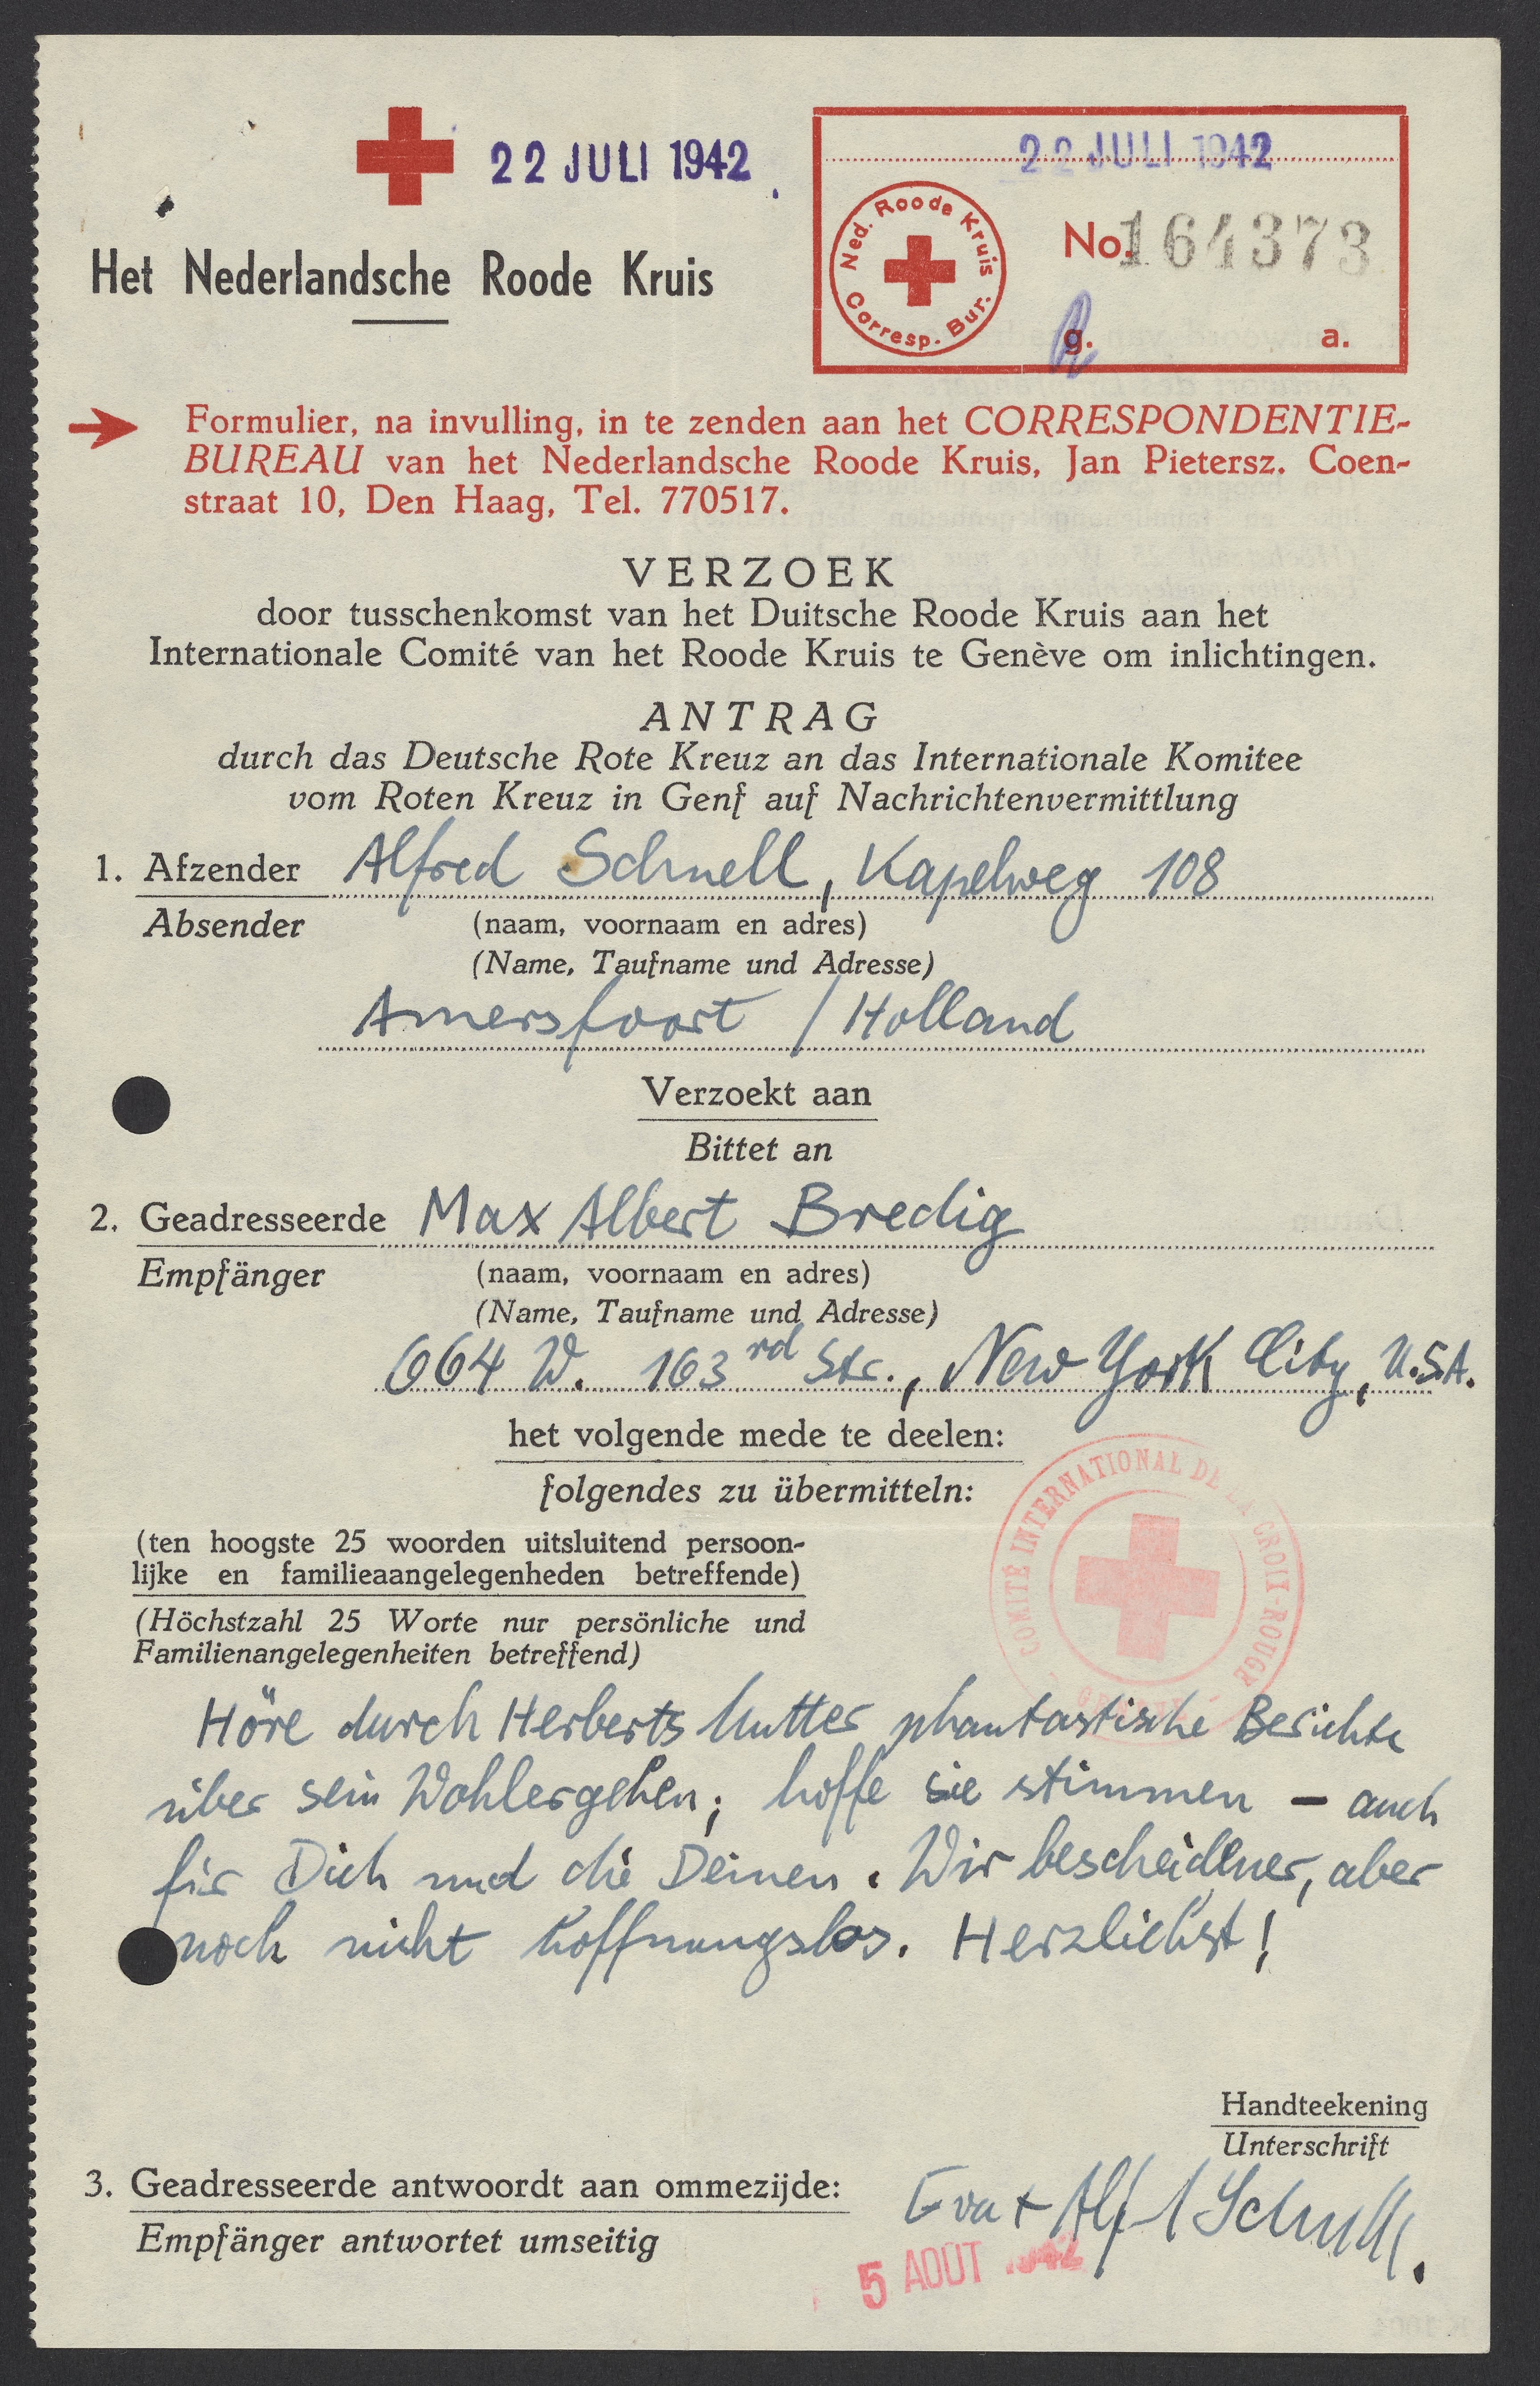 22 JULI 1942
Het Nederlandsche Roode Kruis
22 JULI 1942
Ned. Roode Kruis
Corresp. Bur.
No. 164373
g. a.
Formulier, na invulling, in te zenden aan het CORRESPONDENTIE-
BUREAU van het Nederlandsche Roode Kruis, Jan Pietersz. Coen-
straat 10, Den Haag, Tel. 770517.
VERZOEK
door tusschenkomst van het Duitsche Roode Kruis aan het
Internationale Comité van het Roode Kruis te Genève om inlichtingen.
ANTRAG
durch das Deutsche Rote Kreuz an das Internationale Komitee
vom Roten Kreuz in Genf auf Nachrichtenvermittlung
1. Afzender Alfred Schnell, Kapelweg 108
Absender (naam, voornaam en adres)
(Name, Taufname und Adresse)
Amersfoort / Holland
Verzoekt aan
Bittet an
2. Geadresseerde Max Albert Bredig
Empfänger (naam, voornaam en adres)
(Name, Taufname und Adresse)
664 W. 163rd Str., New York City, U.S.A.
het volgende mede te deelen:
folgendes zu übermitteln:
(ten hoogste 25 woorden uitsluitend persoon-
lijke en familieaangelegenheden betreffende)
(Höchstzahl 25 Worte nur persönliche und
Familienangelegenheiten betreffend)
COMITÉ INTERNATIONAL DE LA CROIX-ROUGE
Höre durch Herberts Mutter phantastische Berichte
über sein Wohlergehen; hoffe sie stimmen – auch
für Dich und die Deinen. Wir bescheidener, aber
noch nicht hoffnungslos. Herzlichst!
Handteekening
Unterschrift
3. Geadresseerde antwoordt aan ommezijde:
Empfänger antwortet umseitig
Eva + Alfred Schnell.
5 AOUT 1942